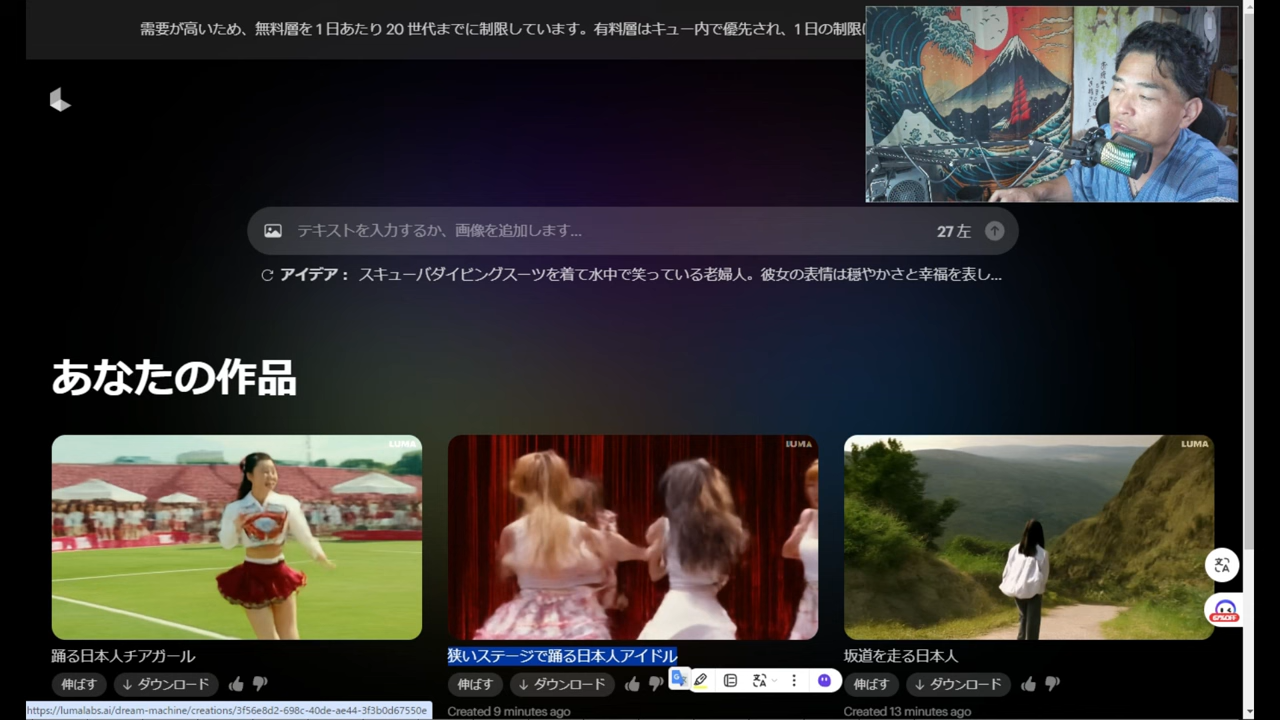 需要が高いため、無料層を1日あたり 20 世代までに制限しています。有料層はキュー内で優先され、1日の制限
テキストを入力するか、画像を追加します...
27 左
アイデア： スキューバダイビングスーツを着て水中で笑っている老婦人。彼女の表情は穏やかさと幸福を表し...
あなたの作品
LUMA
LUMA
LUMA
踊る日本人チアガール
狭いステージで踊る日本人アイドル
坂道を走る日本人
伸ばす
ダウンロード
伸ばす
ダウンロード
伸ばす
ダウンロード
https://lumalabs.ai/dream-machine/creations/3f56e8d2-698c-40de-ae44-3f3b0d67550e
Created 9 minutes ago
Created 13 minutes ago